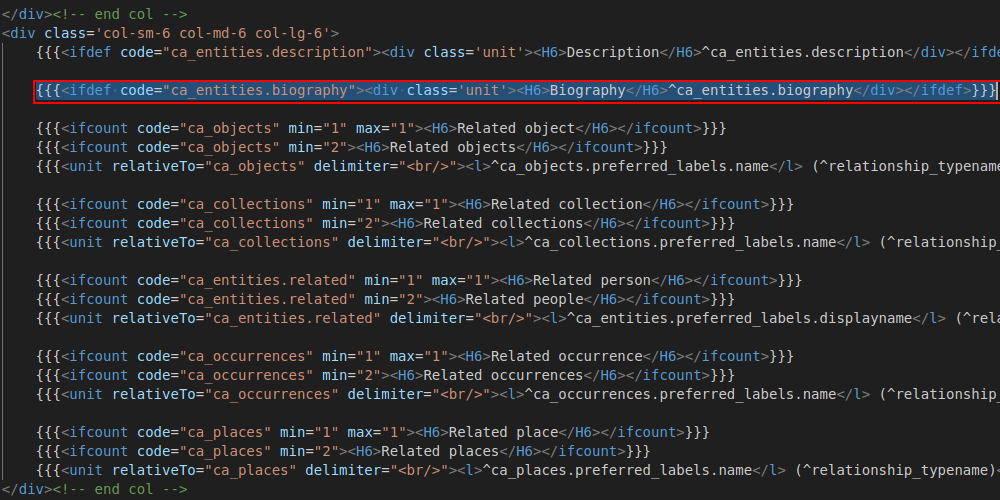 </div><!-- end col -->
<div class='col-sm-6 col-md-6 col-lg-6'>
{{{<ifdef code="ca_entities.description"><div class='unit'><H6>Description</H6>^ca_entities.description</div></ifde
{{{<ifdef code="ca_entities.biography"><div class='unit'><H6>Biography</H6>^ca_entities.biography</div></ifdef>}}}
{{{<ifcount code="ca_objects" min="1" max="1"><H6>Related object</H6></ifcount>}}}
{{{<ifcount code="ca_objects" min="2"><H6>Related objects</H6></ifcount>}}}
{{{<unit relativeTo="ca_objects" delimiter="<br/>"><l>^ca_objects.preferred_labels.name</l> (^relationship_typename
{{{<ifcount code="ca_collections" min="1" max="1"><H6>Related collection</H6></ifcount>}}}
{{{<ifcount code="ca_collections" min="2"><H6>Related collections</H6></ifcount>}}}
{{{<unit relativeTo="ca_collections" delimiter="<br/>"><l>^ca_collections.preferred_labels.name</l> (^relationship_
{{{<ifcount code="ca_entities.related" min="1" max="1"><H6>Related person</H6></ifcount>}}}
{{{<ifcount code="ca_entities.related" min="2"><H6>Related people</H6></ifcount>}}}
{{{<unit relativeTo="ca_entities.related" delimiter="<br/>"><l>^ca_entities.preferred_labels.displayname</l> (^rela
{{{<ifcount code="ca_occurrences" min="1" max="1"><H6>Related occurrence</H6></ifcount>}}}
{{{<ifcount code="ca_occurrences" min="2"><H6>Related occurrences</H6></ifcount>}}}
{{{<unit relativeTo="ca_occurrences" delimiter="<br/>"><l>^ca_occurrences.preferred_labels.name</l> (^relationship_
{{{<ifcount code="ca_places" min="1" max="1"><H6>Related place</H6></ifcount>}}}
{{{<ifcount code="ca_places" min="2"><H6>Related places</H6></ifcount>}}}
{{{<unit relativeTo="ca_places" delimiter="<br/>"><l>^ca_places.preferred_labels.name</l> (^relationship_typename)<
</div><!-- end col -->